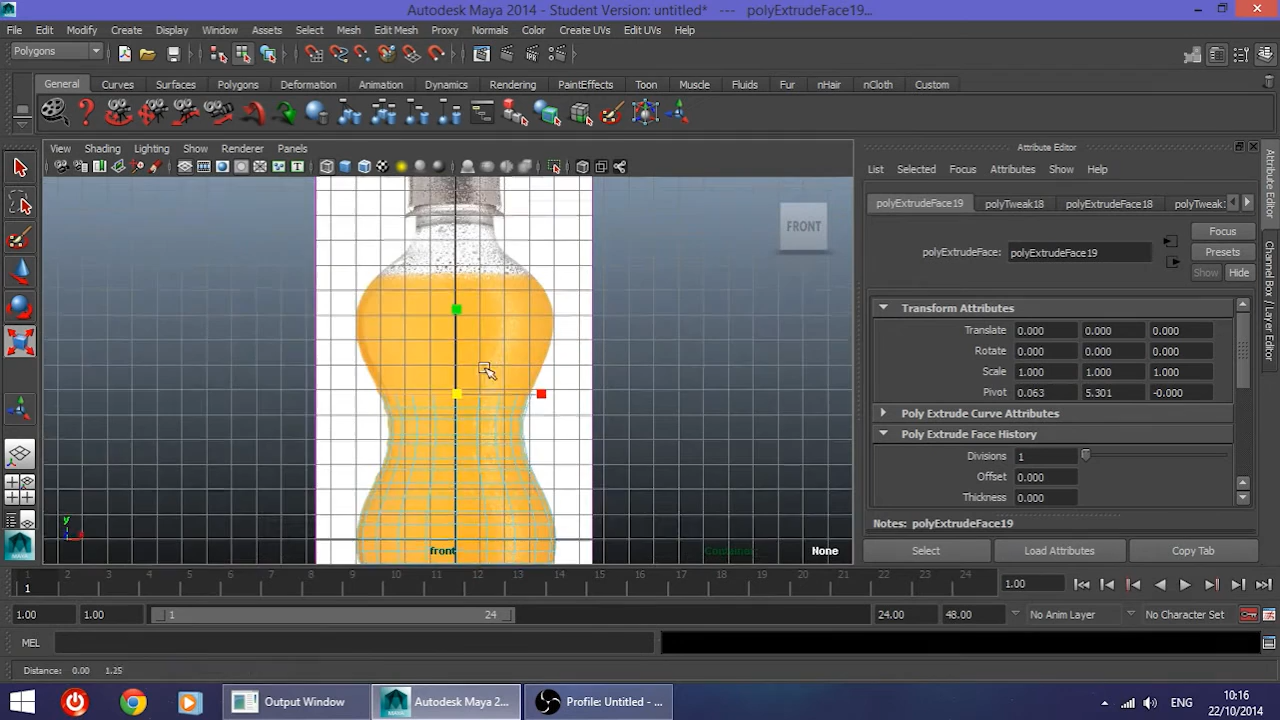 Autodesk Maya 2014 - Student Version: untitled* --- polyExtrudeFace19...
File Edit Modify Create Display Window Assets Select Mesh Edit Mesh Proxy Normals Color Create UVs Edit UVs Help
Polygons
General Curves Surfaces Polygons Deformation Animation Dynamics Rendering PaintEffects Toon Muscle Fluids Fur nHair nCloth Custom
View Shading Lighting Show Renderer Panels
Attribute Editor
List Selected Focus Attributes Show Help
polyExtrudeFace19 polyTweak18 polyExtrudeFace18 polyTweak1
Focus
polyExtrudeFace: polyExtrudeFace19
Presets
Show Hide
FRONT
Transform Attributes
Translate 0.000 0.000 0.000
Rotate 0.000 0.000 0.000
Scale 1.000 1.000 1.000
Pivot 0.063 5.301 -0.000
Poly Extrude Curve Attributes
Poly Extrude Face History
Divisions 1
Offset 0.000
Thickness 0.000
Notes: polyExtrudeFace19
Select Load Attributes Copy Tab
Attribute Editor
Channel Box / Layer Editor
y
front
Container
None
1 2 3 4 5 6 7 8 9 10 11 12 13 14 15 16 17 18 19 20 21 22 23 24
1
1.00
1.00 1.00 1 24 24.00 48.00 No Anim Layer No Character Set
MEL
Distance: 0.00 1.25
Output Window
Autodesk Maya 2...
Profile: Untitled - ...
ENG
10:16
22/10/2014